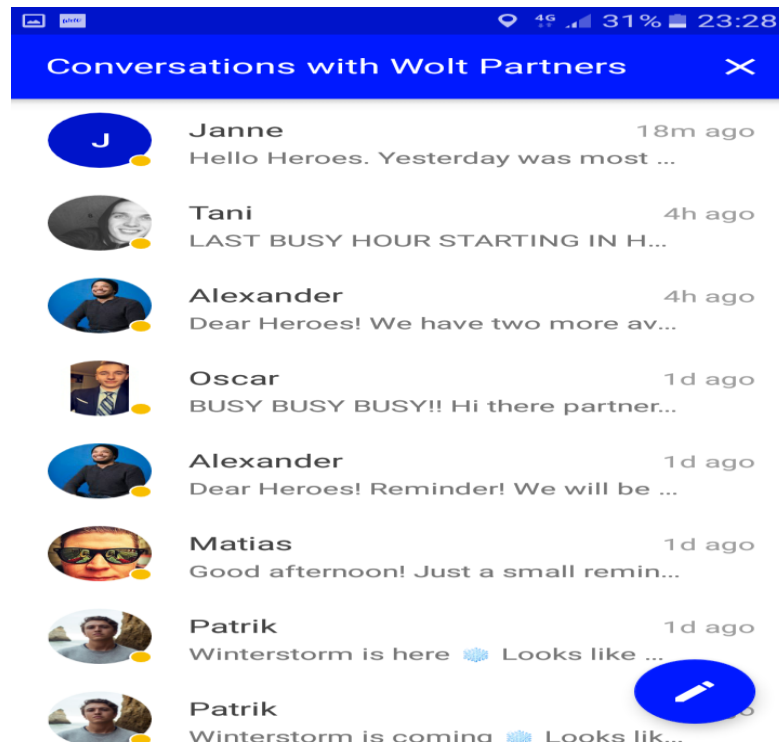 4G 31% 23:28
Conversations with Wolt Partners
J
Janne 18m ago
Hello Heroes. Yesterday was most ...
Tani 4h ago
LAST BUSY HOUR STARTING IN H...
Alexander 4h ago
Dear Heroes! We have two more av...
Oscar 1d ago
BUSY BUSY BUSY!! Hi there partner...
Alexander 1d ago
Dear Heroes! Reminder! We will be ...
Matias 1d ago
Good afternoon! Just a small remin...
Patrik 1d ago
Winterstorm is here ❄️ Looks like ...
Patrik
Winterstorm is coming ❄️ Looks lik...